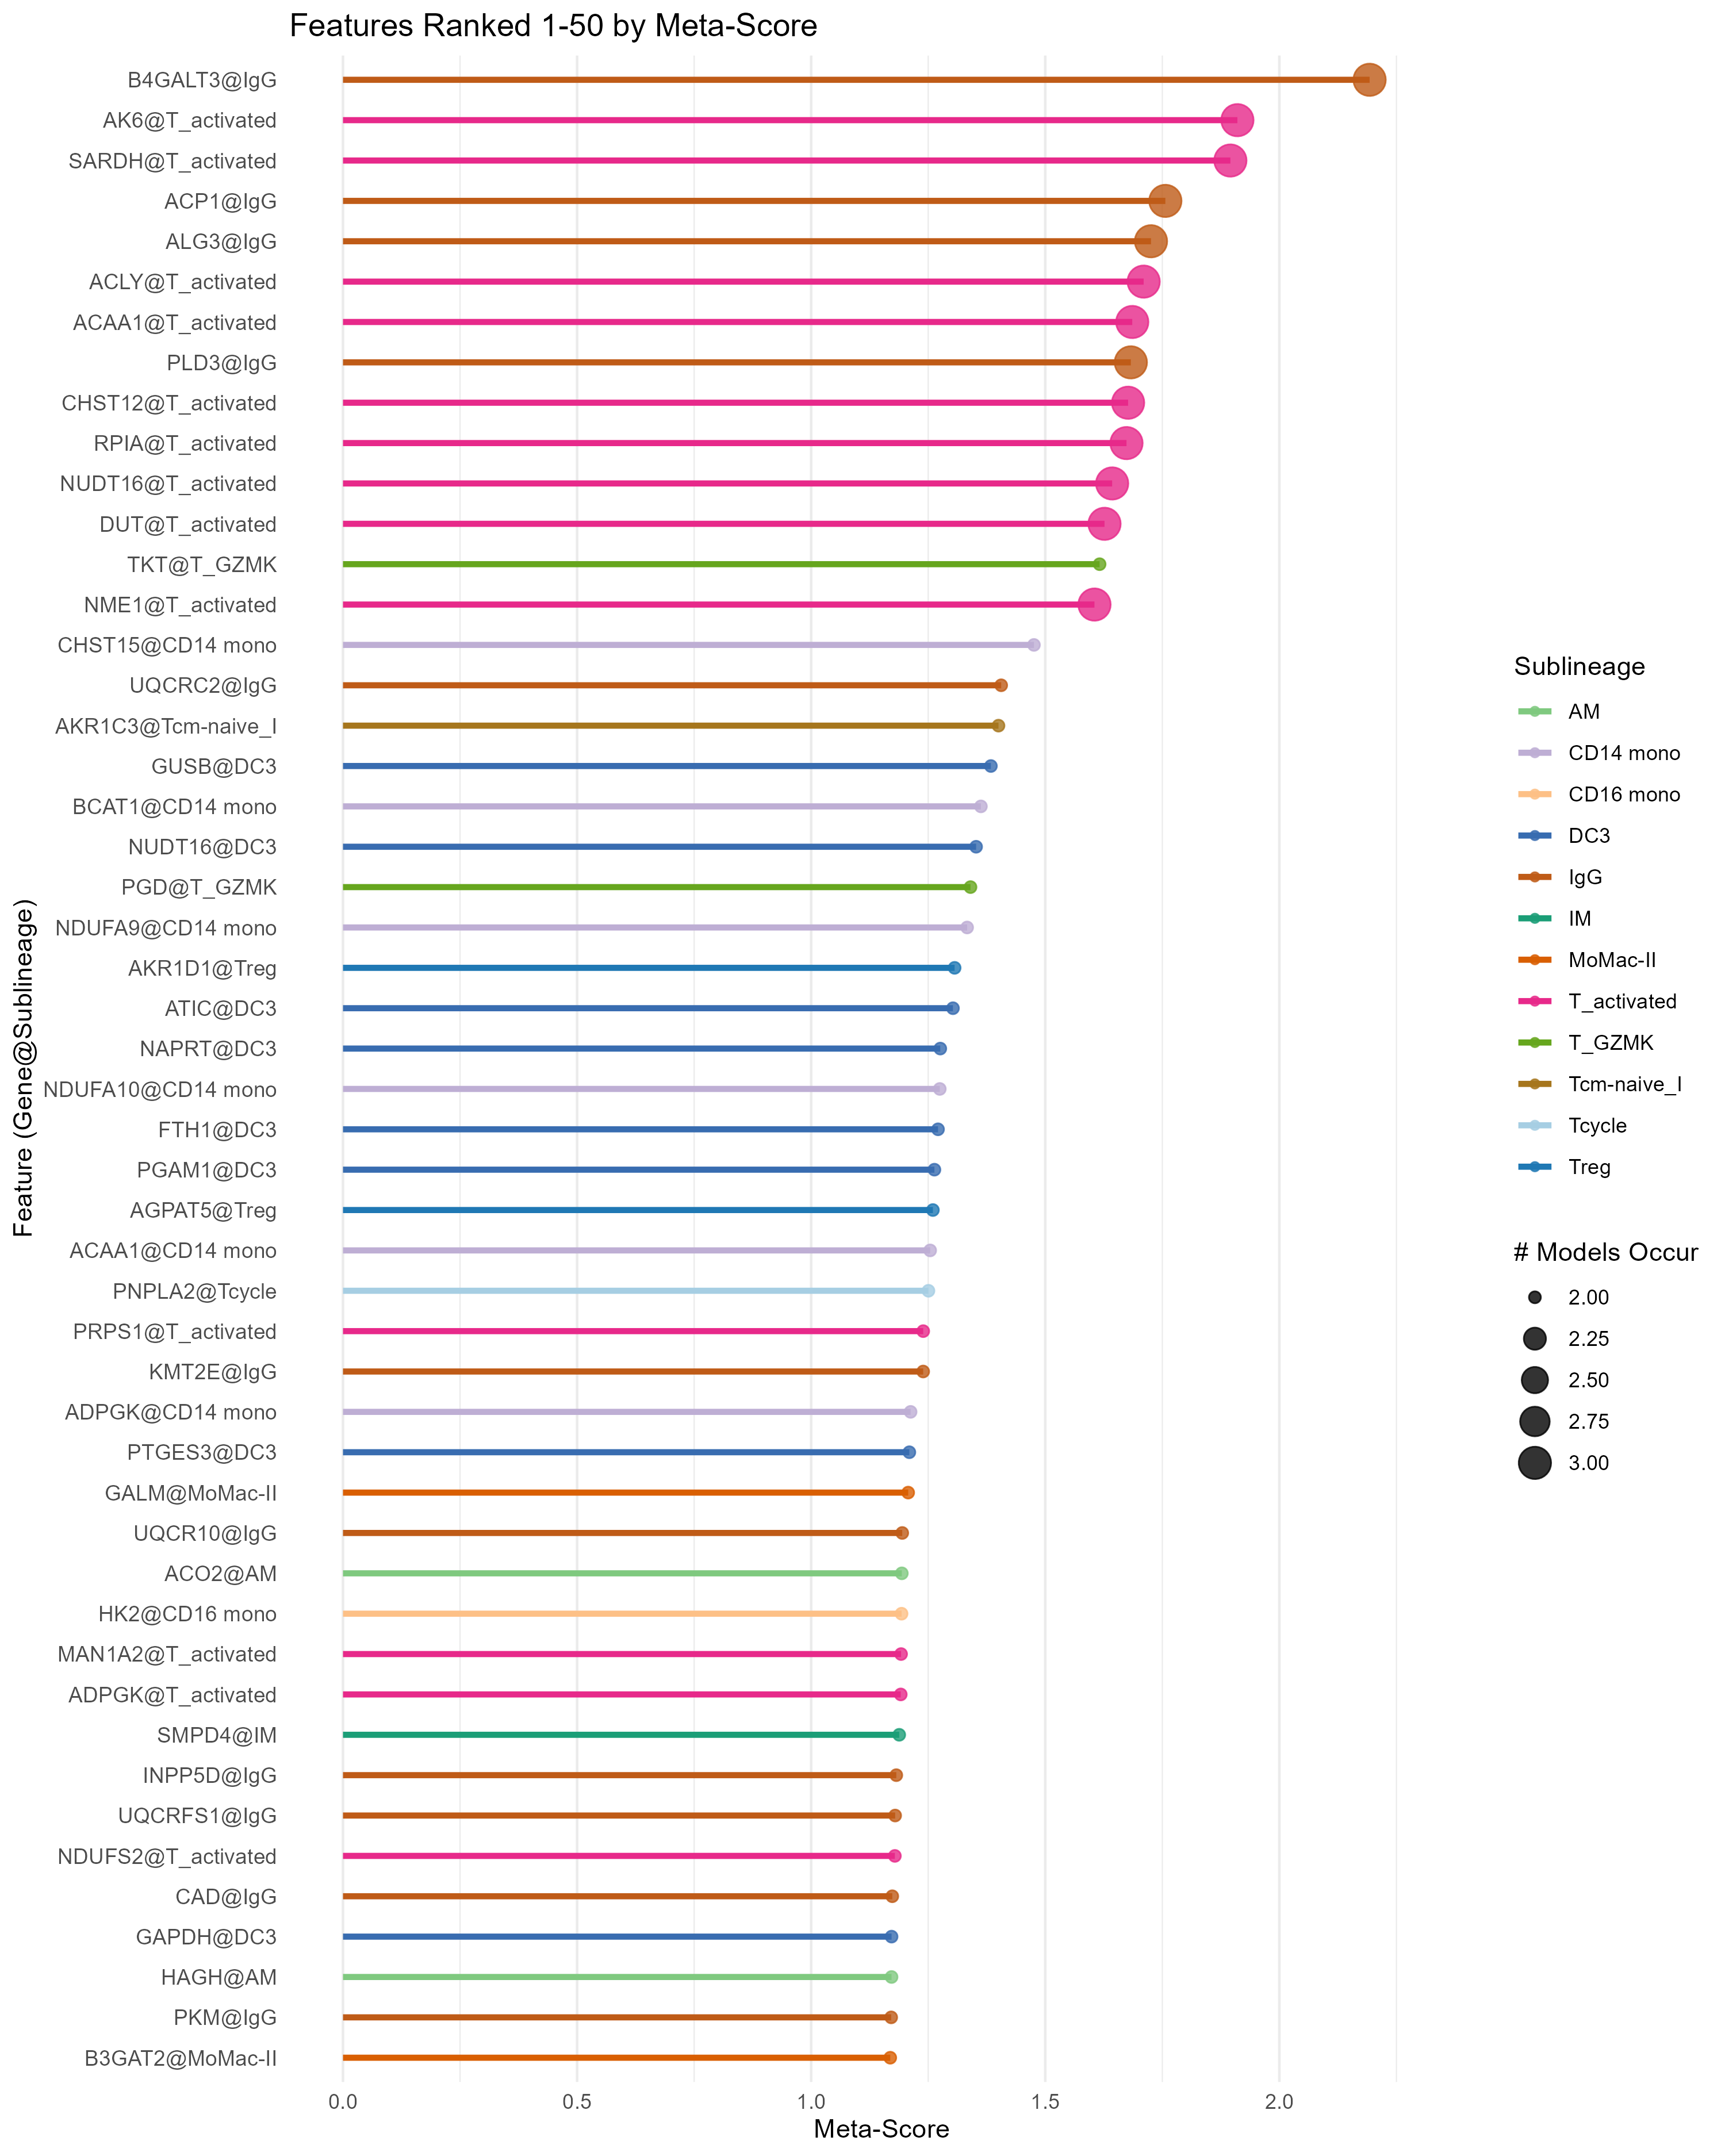 Features Ranked 1-50 by Meta-Score
Feature (Gene@Sublineage)
B4GALT3@IgG
AK6@T_activated
SARDH@T_activated
ACP1@IgG
ALG3@IgG
ACLY@T_activated
ACAA1@T_activated
PLD3@IgG
CHST12@T_activated
RPIA@T_activated
NUDT16@T_activated
DUT@T_activated
TKT@T_GZMK
NME1@T_activated
CHST15@CD14 mono
UQCRC2@IgG
AKR1C3@Tcm-naive_I
GUSB@DC3
BCAT1@CD14 mono
NUDT16@DC3
PGD@T_GZMK
NDUFA9@CD14 mono
AKR1D1@Treg
ATIC@DC3
NAPRT@DC3
NDUFA10@CD14 mono
FTH1@DC3
PGAM1@DC3
AGPAT5@Treg
ACAA1@CD14 mono
PNPLA2@Tcycle
PRPS1@T_activated
KMT2E@IgG
ADPGK@CD14 mono
PTGES3@DC3
GALM@MoMac-II
UQCR10@IgG
ACO2@AM
HK2@CD16 mono
MAN1A2@T_activated
ADPGK@T_activated
SMPD4@IM
INPP5D@IgG
UQCRFS1@IgG
NDUFS2@T_activated
CAD@IgG
GAPDH@DC3
HAGH@AM
PKM@IgG
B3GAT2@MoMac-II
0.0 0.5 1.0 1.5 2.0
Meta-Score
Sublineage
AM
CD14 mono
CD16 mono
DC3
IgG
IM
MoMac-II
T_activated
T_GZMK
Tcm-naive_I
Tcycle
Treg
# Models Occur
2.00
2.25
2.50
2.75
3.00